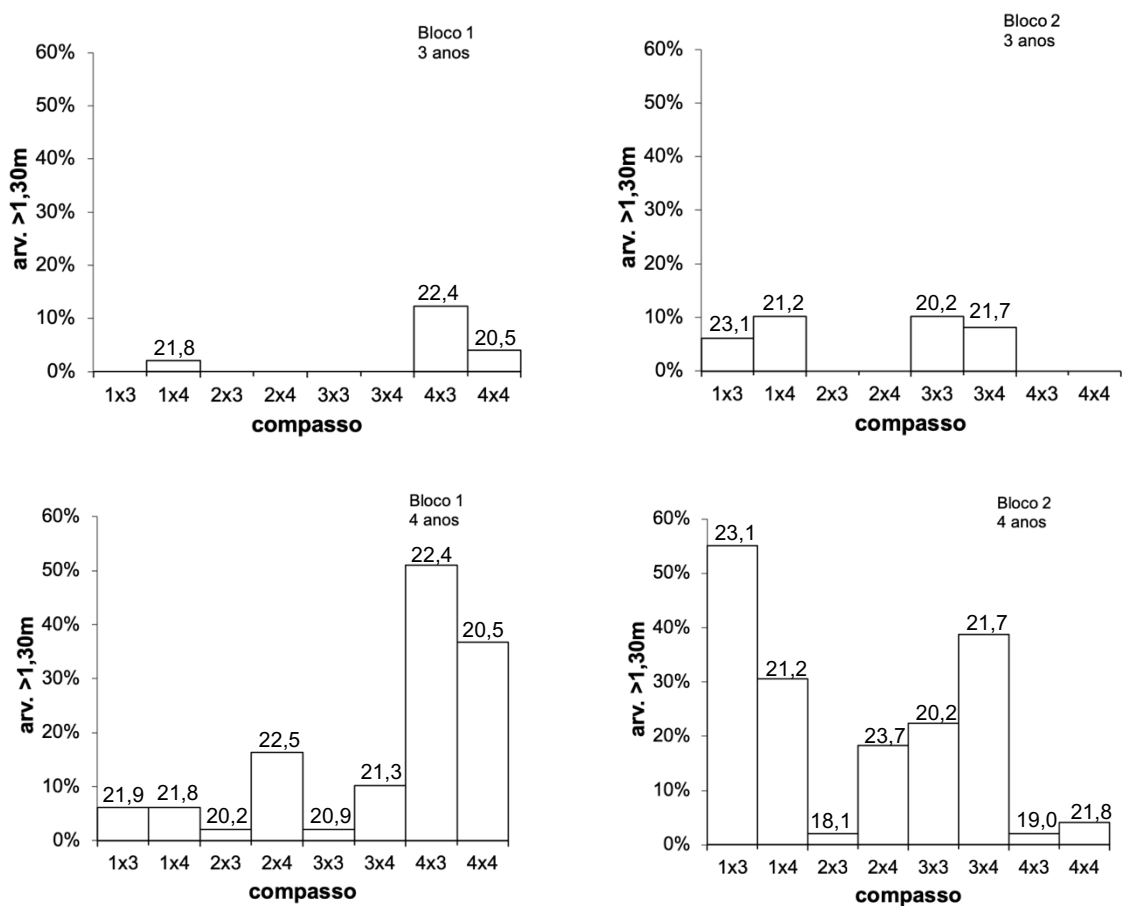 Bloco 1
3 anos
60%
50%
40%
30%
20%
10%
0%
arv. >1,30m
21,8
22,4
20,5
1x3 1x4 2x3 2x4 3x3 3x4 4x3 4x4
compasso
Bloco 2
3 anos
60%
50%
40%
30%
20%
10%
0%
arv. >1,30m
23,1
21,2
20,2
21,7
1x3 1x4 2x3 2x4 3x3 3x4 4x3 4x4
compasso
Bloco 1
4 anos
60%
50%
40%
30%
20%
10%
0%
arv. >1,30m
21,9
21,8
20,2
22,5
20,9
21,3
22,4
20,5
1x3 1x4 2x3 2x4 3x3 3x4 4x3 4x4
compasso
Bloco 2
4 anos
60%
50%
40%
30%
20%
10%
0%
arv. >1,30m
23,1
21,2
18,1
23,7
20,2
21,7
19,0
21,8
1x3 1x4 2x3 2x4 3x3 3x4 4x3 4x4
compasso